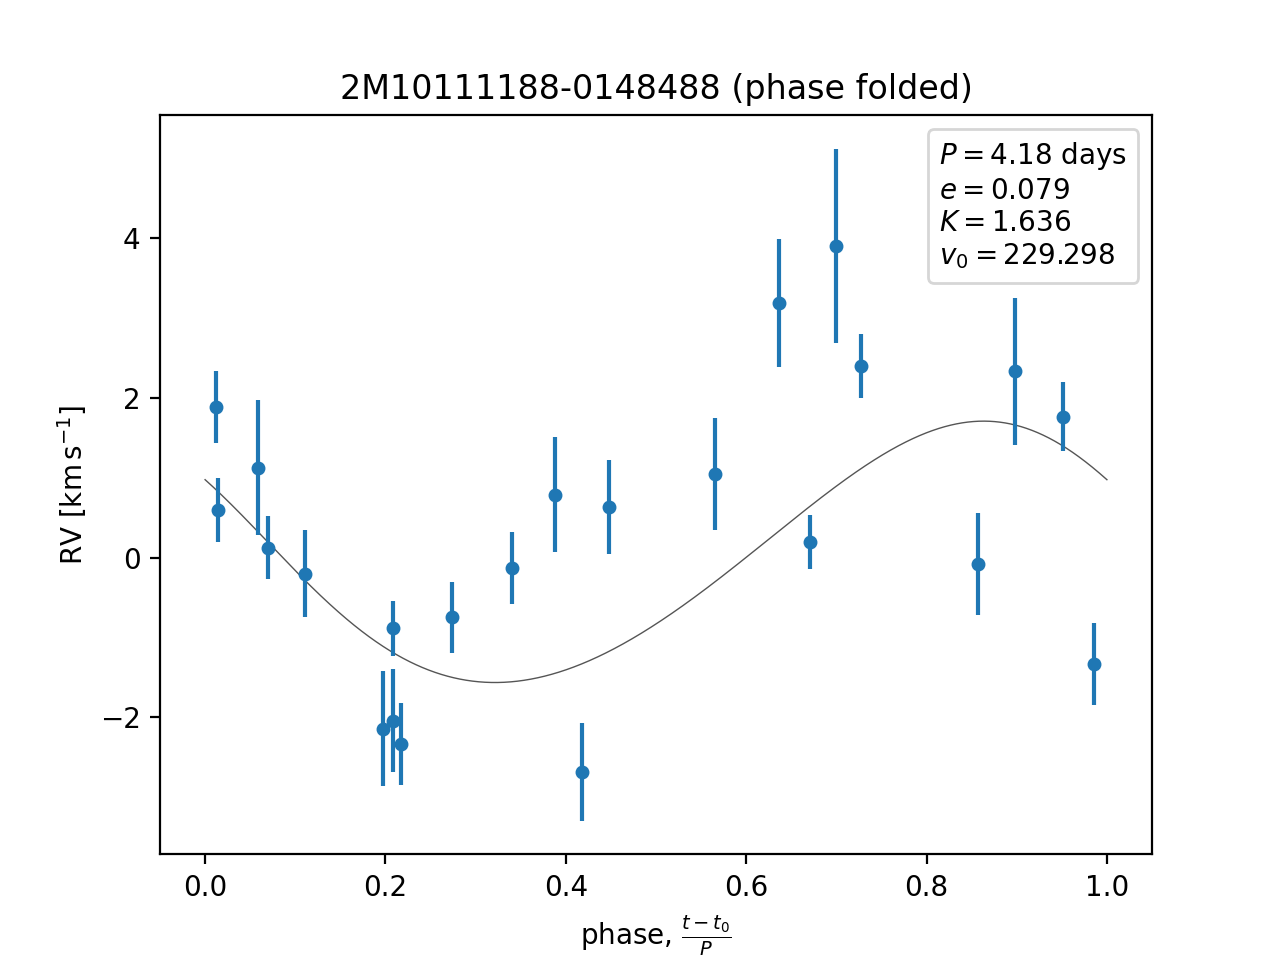 2M10111188-0148488 (phase folded)
P = 4.18 days
e = 0.079
K = 1.636
v₀ = 229.298
RV [km s⁻¹]
4
2
0
−2
0.0 0.2 0.4 0.6 0.8 1.0
phase, (t − t₀)/P